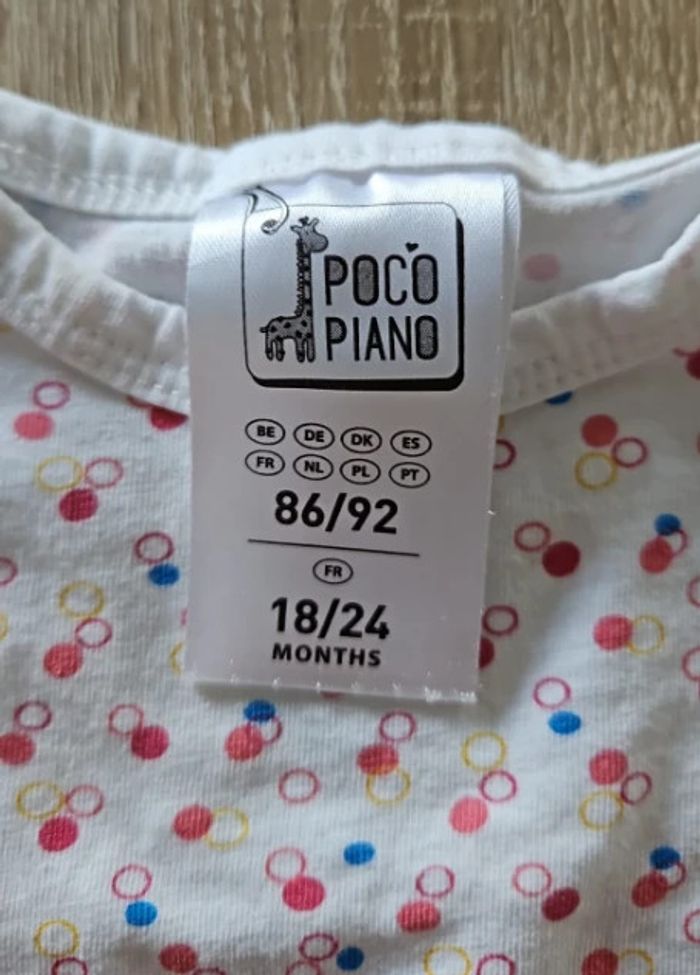 POCO
PIANO
BE DE DK ES
FR NL PL PT
86/92
FR
18/24
MONTHS